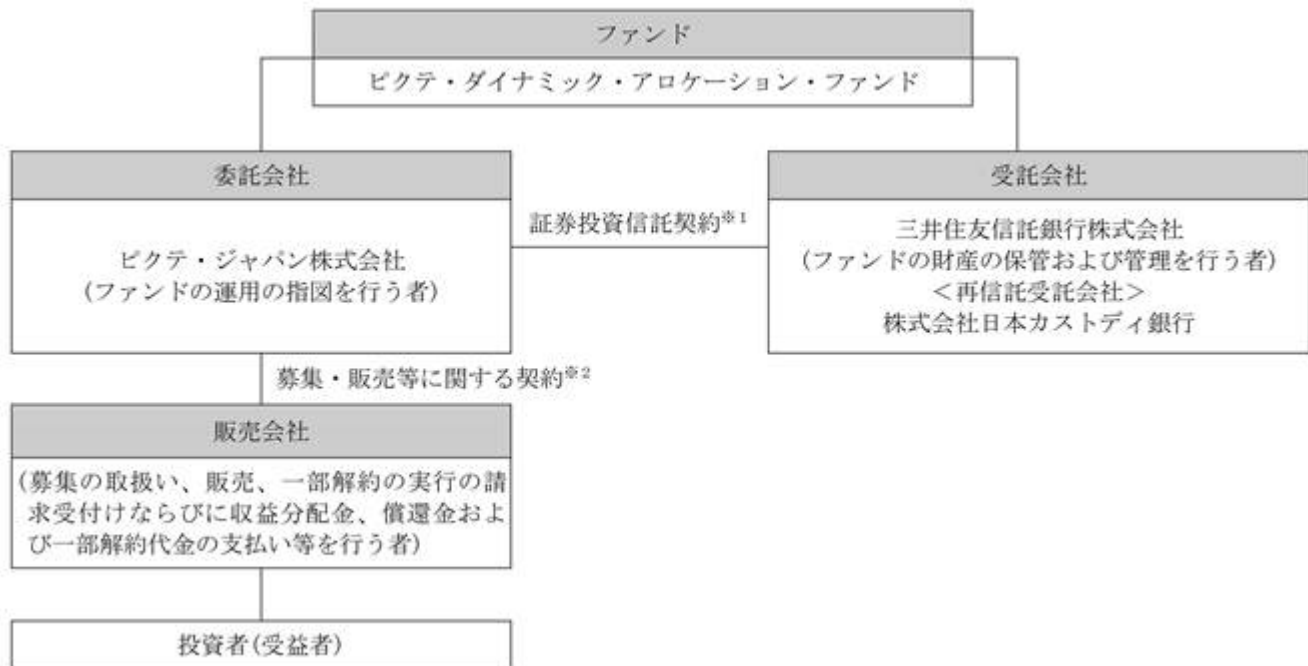 ファンド
ピクテ・ダイナミック・アロケーション・ファンド
委託会社
ピクテ・ジャパン株式会社
(ファンドの運用の指図を行う者)
証券投資信託契約※1
受託会社
三井住友信託銀行株式会社
(ファンドの財産の保管および管理を行う者)
＜再信託受託会社＞
株式会社日本カストディ銀行
募集・販売等に関する契約※2
販売会社
(募集の取扱い、販売、一部解約の実行の請
求受付けならびに収益分配金、償還金およ
び一部解約代金の支払い等を行う者)
投資者(受益者)